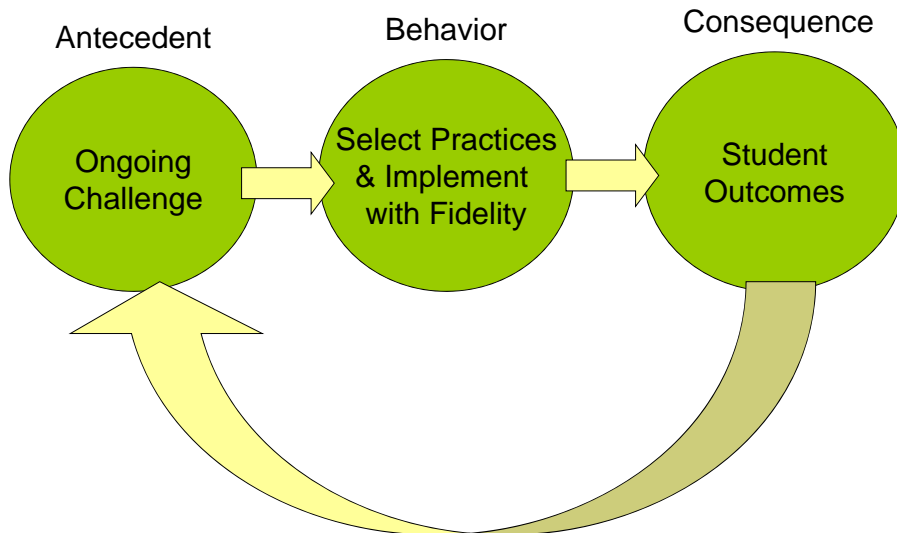 Antecedent
Behavior
Consequence
Ongoing
Challenge
Select Practices
& Implement
with Fidelity
Student
Outcomes